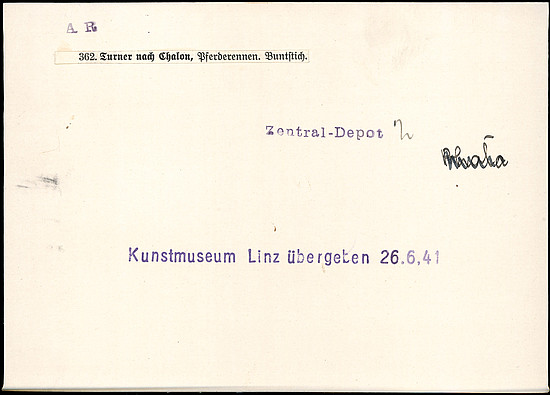 A R
362. Turner nach Chalon, Pferderennen. Buntstich.
Zentral-Depot
Kunstmuseum Linz übergeben 26.6.41